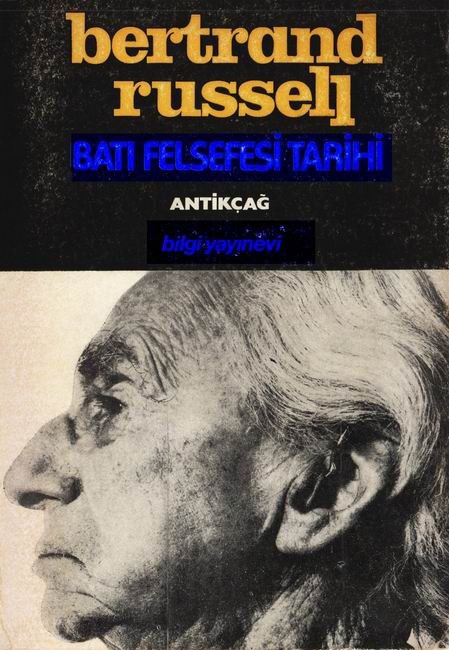 bertrand
russell
BATI FELSEFESİ TARİHİ
ANTİKÇAĞ
bilgi yayınevi